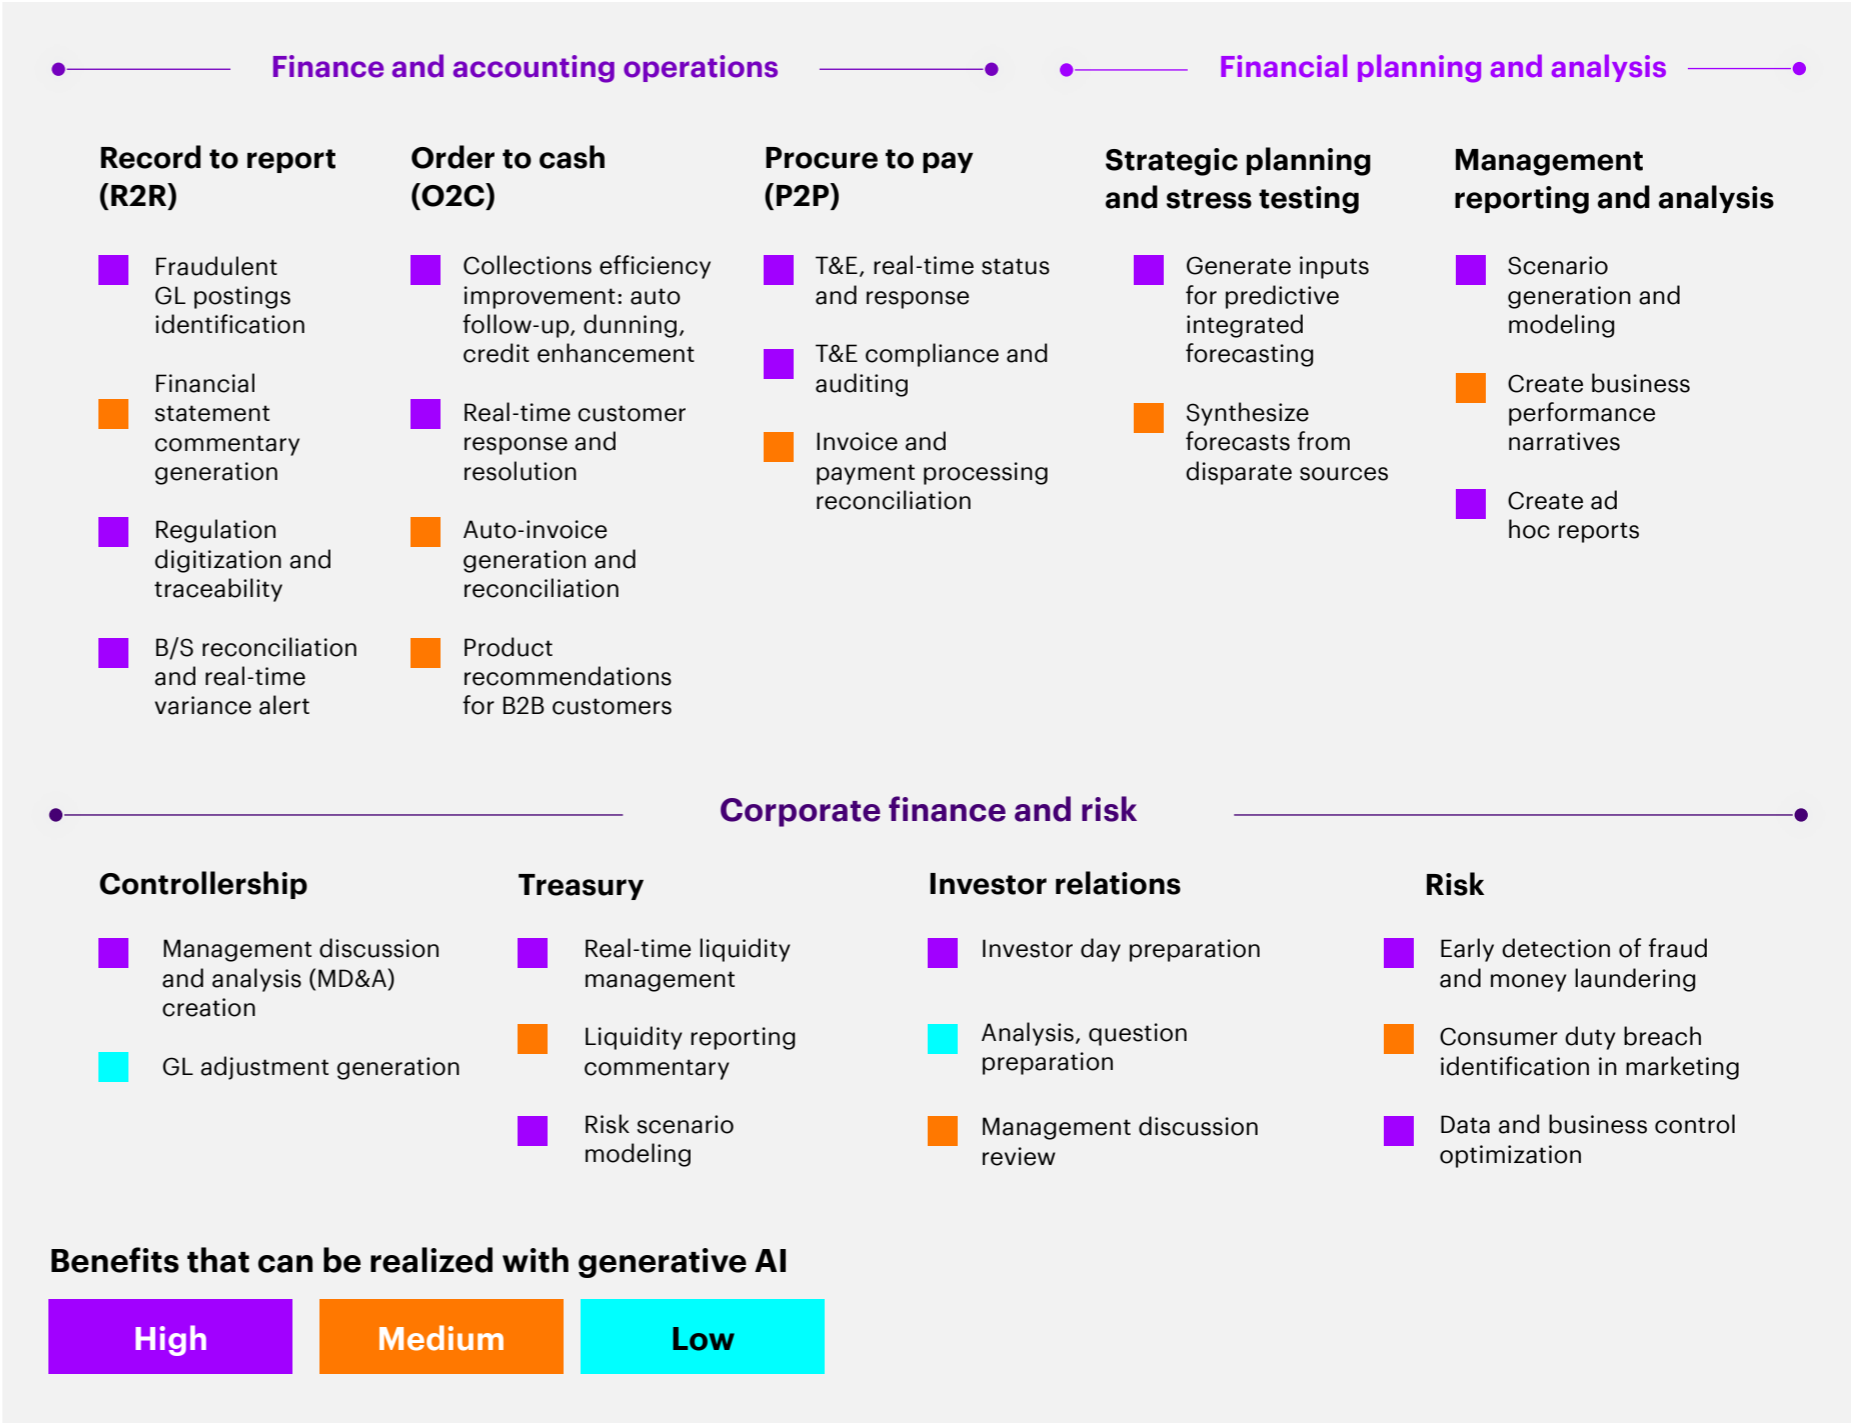 Finance and accounting operations
Financial planning and analysis
Record to report
(R2R)
Fraudulent
GL postings
identification
Financial
statement
commentary
generation
Regulation
digitization and
traceability
B/S reconciliation
and real-time
variance alert
Order to cash
(O2C)
Collections efficiency
improvement: auto
follow-up, dunning,
credit enhancement
Real-time customer
response and
resolution
Auto-invoice
generation and
reconciliation
Product
recommendations
for B2B customers
Procure to pay
(P2P)
T&E, real-time status
and response
T&E compliance and
auditing
Invoice and
payment processing
reconciliation
Strategic planning
and stress testing
Generate inputs
for predictive
integrated
forecasting
Synthesize
forecasts from
disparate sources
Management
reporting and analysis
Scenario
generation and
modeling
Create business
performance
narratives
Create ad
hoc reports
Corporate finance and risk
Controllership
Management discussion
and analysis (MD&A)
creation
GL adjustment generation
Treasury
Real-time liquidity
management
Liquidity reporting
commentary
Risk scenario
modeling
Investor relations
Investor day preparation
Analysis, question
preparation
Management discussion
review
Risk
Early detection of fraud
and money laundering
Consumer duty breach
identification in marketing
Data and business control
optimization
Benefits that can be realized with generative AI
High
Medium
Low